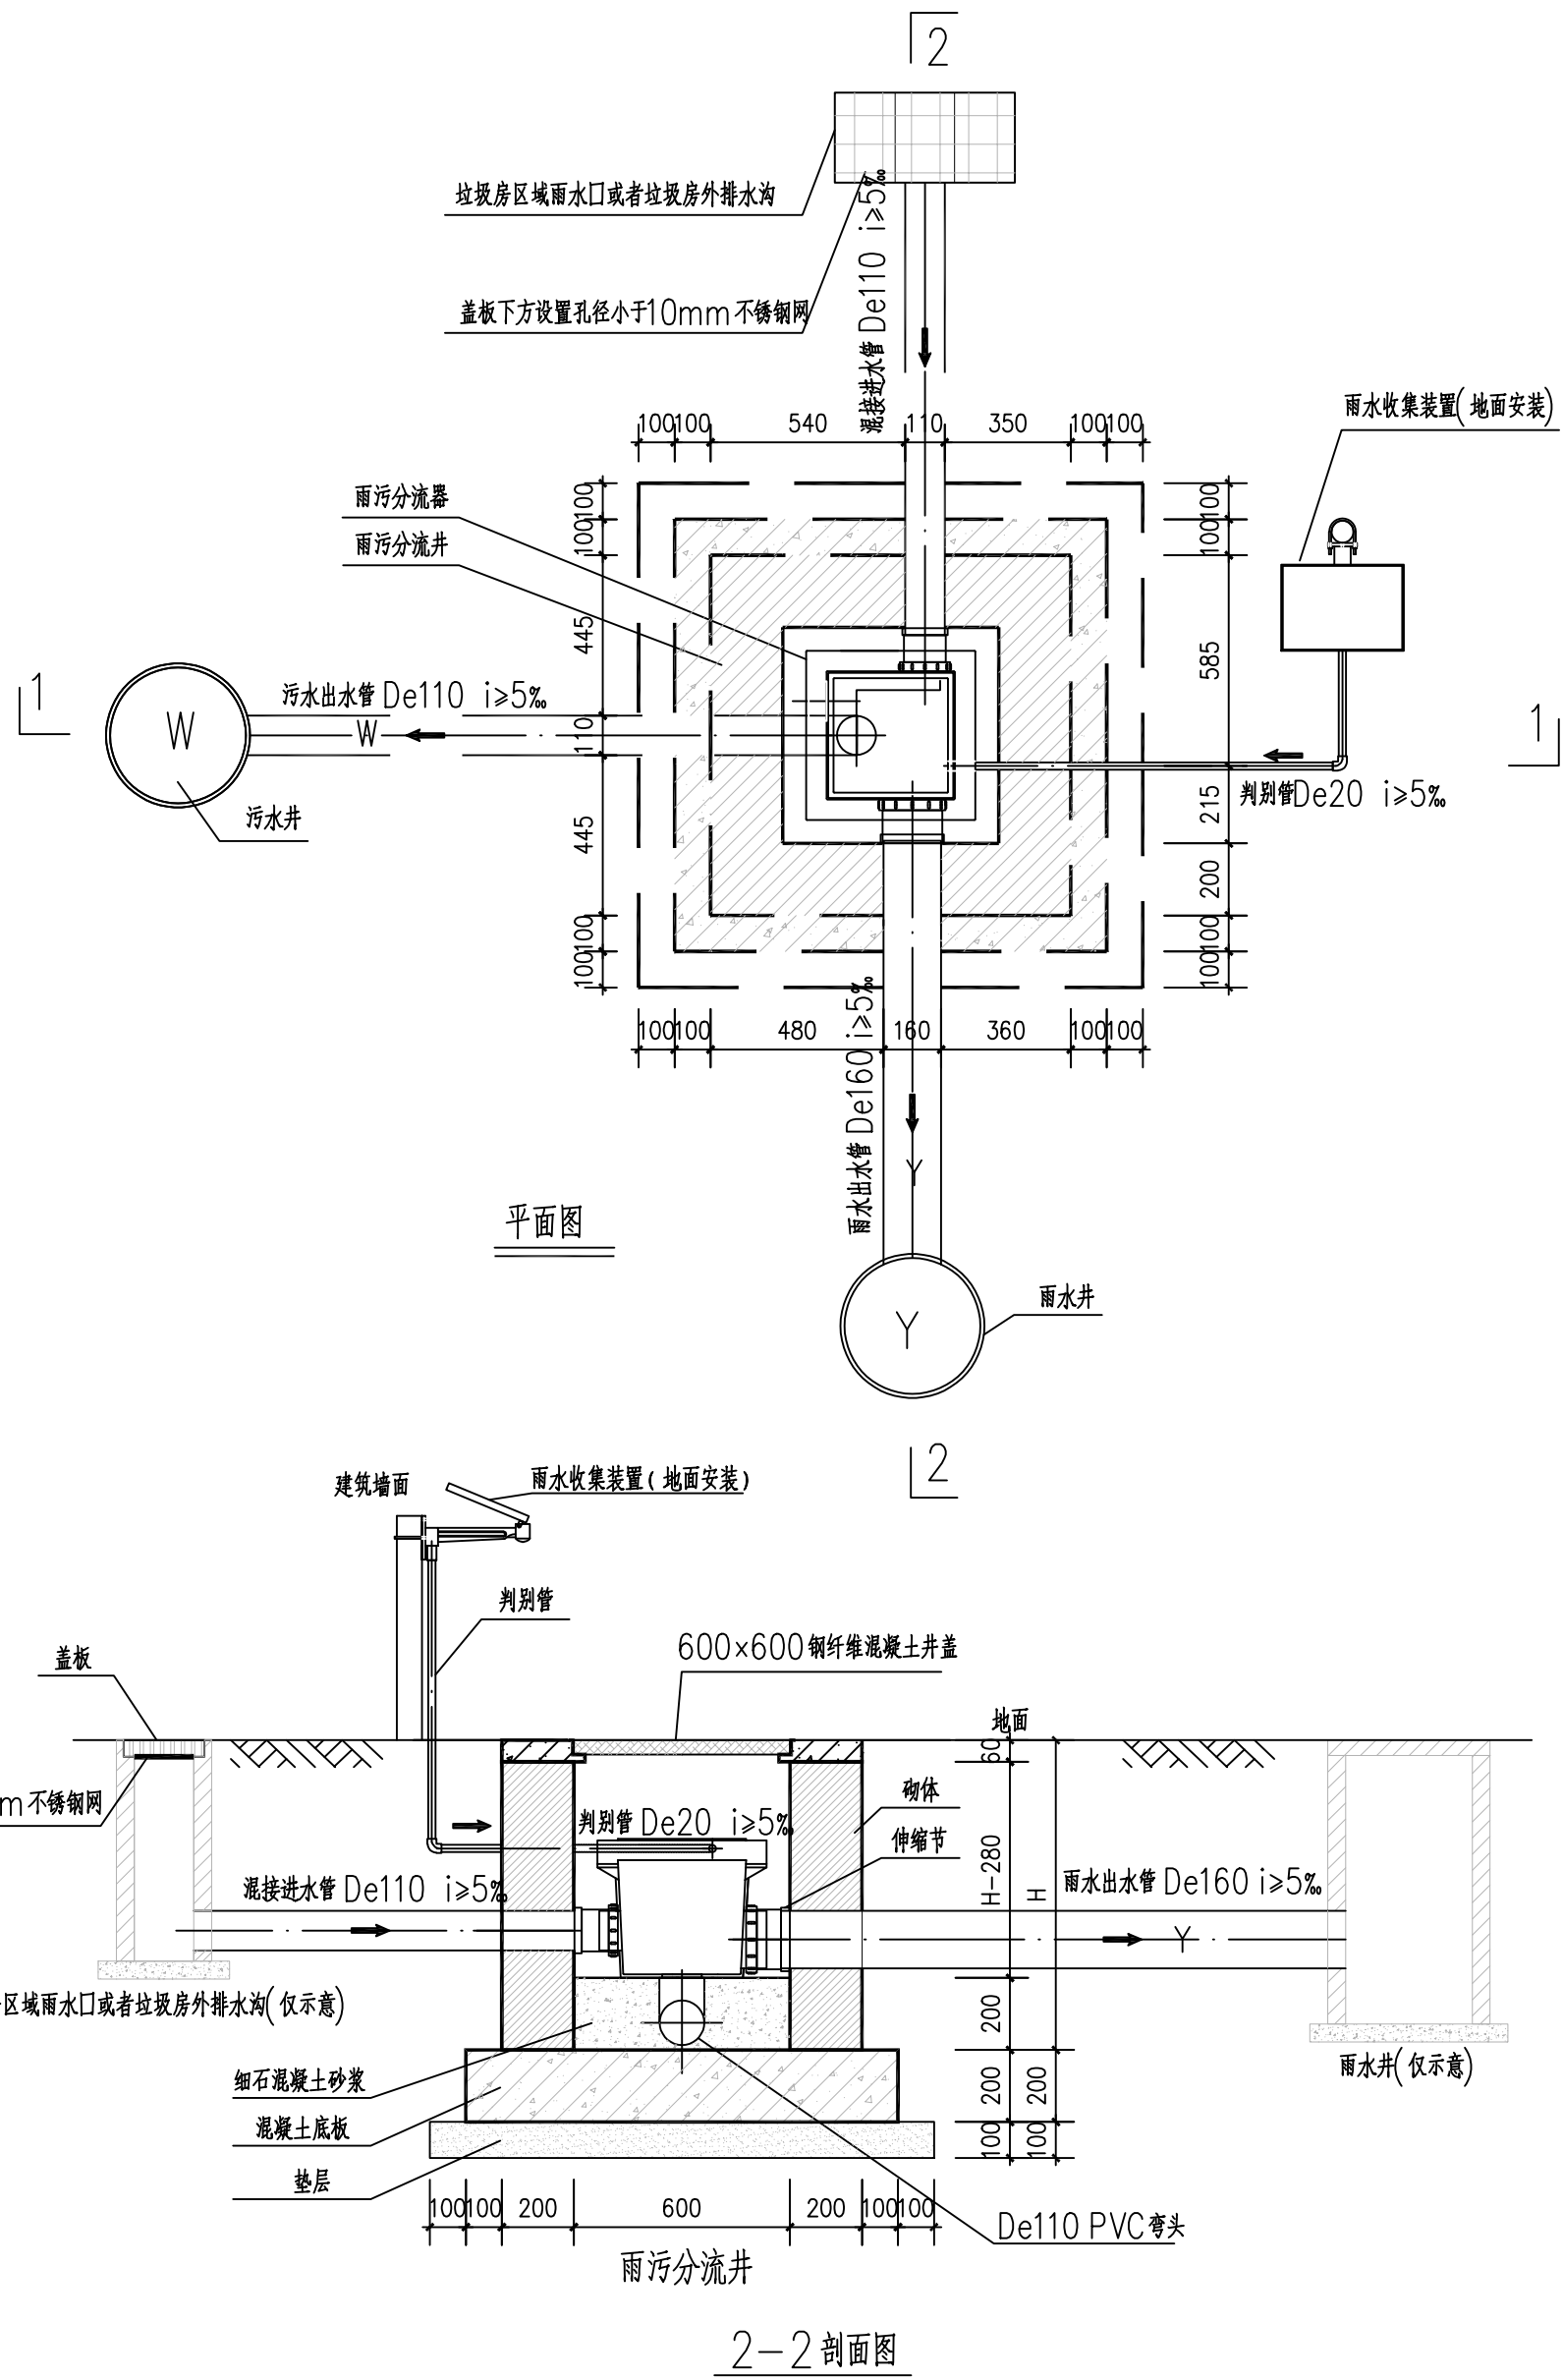 2
垃圾房区域雨水口或者垃圾房外排水沟
盖板下方设置孔径小于10mm不锈钢网
混接进水管 De110 i≥5‰
雨水收集装置(地面安装)
100 100 540 110 350 100 100
雨污分流器
雨污分流井
100 100 445 110 445 100 100
100 100 585 215 200 100 100
1
污水出水管 De110 i≥5‰
W
W
污水井
1
判别管De20 i≥5‰
100 100 480 160 360 100 100
雨水出水管 De160 i≥5‰
Y
平面图
雨水井
Y
2
建筑墙面
雨水收集装置(地面安装)
判别管
600×600钢纤维混凝土井盖
盖板
地面
m不锈钢网
判别管 De20 i≥5‰
砌体
伸缩节
混接进水管 De110 i≥5‰
雨水出水管 De160 i≥5‰
Y
60 H-280 200 200 100
H 200 100
区域雨水口或者垃圾房外排水沟(仅示意)
细石混凝土砂浆
混凝土底板
垫层
雨水井(仅示意)
100 100 200 600 200 100 100
De110 PVC弯头
雨污分流井
2-2剖面图